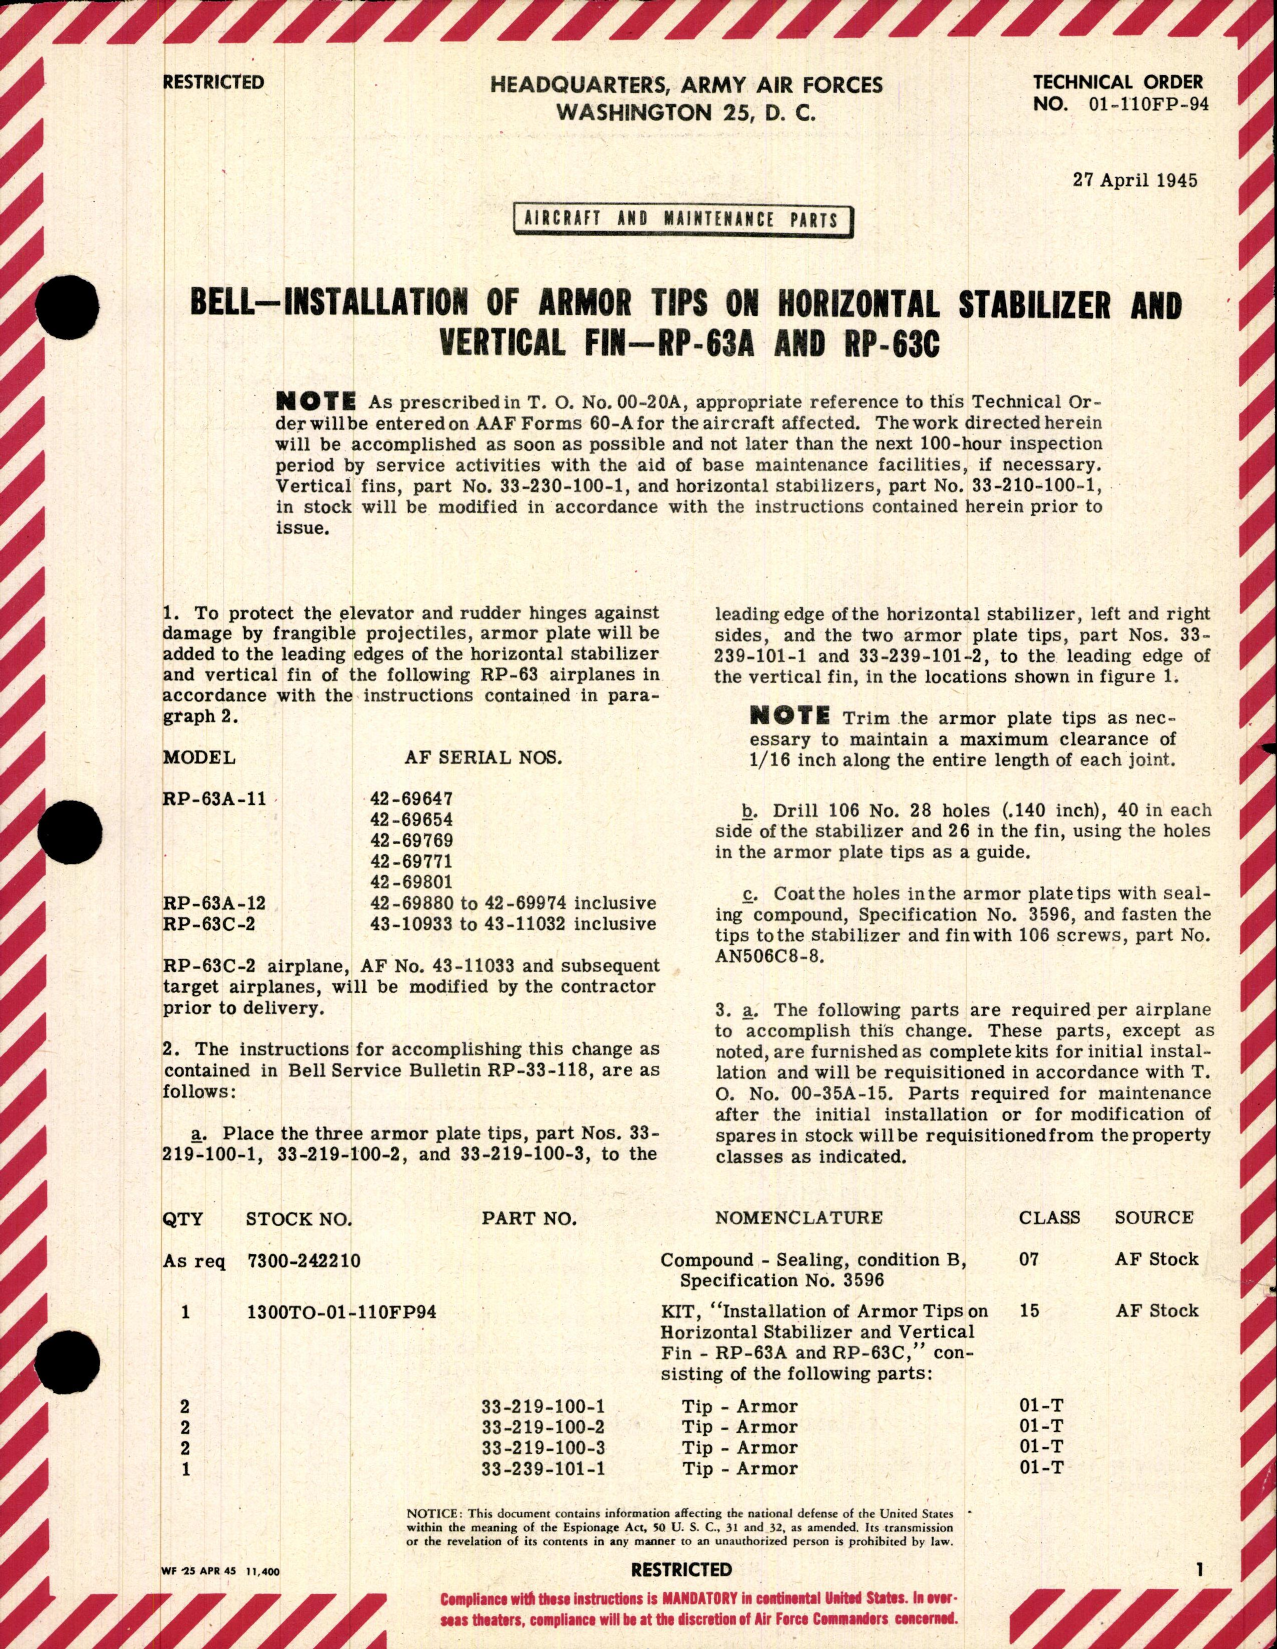 RESTRICTED
HEADQUARTERS, ARMY AIR FORCES
WASHINGTON 25, D. C.
TECHNICAL ORDER
NO. 01-110FP-94
27 April 1945
AIRCRAFT AND MAINTENANCE PARTS
BELL—INSTALLATION OF ARMOR TIPS ON HORIZONTAL STABILIZER AND
VERTICAL FIN—RP-63A AND RP-63C
NOTE As prescribed in T. O. No. 00-20A, appropriate reference to this Technical Or-
der will be entered on AAF Forms 60-A for the aircraft affected. The work directed herein
will be accomplished as soon as possible and not later than the next 100-hour inspection
period by service activities with the aid of base maintenance facilities, if necessary.
Vertical fins, part No. 33-230-100-1, and horizontal stabilizers, part No. 33-210-100-1,
in stock will be modified in accordance with the instructions contained herein prior to
issue.
1. To protect the elevator and rudder hinges against
damage by frangible projectiles, armor plate will be
added to the leading edges of the horizontal stabilizer
and vertical fin of the following RP-63 airplanes in
accordance with the instructions contained in para-
graph 2.
MODEL AF SERIAL NOS.
RP-63A-11 42-69647
42-69654
42-69769
42-69771
42-69801
RP-63A-12 42-69880 to 42-69974 inclusive
RP-63C-2 43-10933 to 43-11032 inclusive
RP-63C-2 airplane, AF No. 43-11033 and subsequent
target airplanes, will be modified by the contractor
prior to delivery.
2. The instructions for accomplishing this change as
contained in Bell Service Bulletin RP-33-118, are as
follows:
a. Place the three armor plate tips, part Nos. 33-
219-100-1, 33-219-100-2, and 33-219-100-3, to the
leading edge of the horizontal stabilizer, left and right
sides, and the two armor plate tips, part Nos. 33-
239-101-1 and 33-239-101-2, to the leading edge of
the vertical fin, in the locations shown in figure 1.
NOTE Trim the armor plate tips as nec-
essary to maintain a maximum clearance of
1/16 inch along the entire length of each joint.
b. Drill 106 No. 28 holes (.140 inch), 40 in each
side of the stabilizer and 26 in the fin, using the holes
in the armor plate tips as a guide.
c. Coat the holes in the armor plate tips with seal-
ing compound, Specification No. 3596, and fasten the
tips to the stabilizer and fin with 106 screws, part No.
AN506C8-8.
3. a. The following parts are required per airplane
to accomplish this change. These parts, except as
noted, are furnished as complete kits for initial instal-
lation and will be requisitioned in accordance with T.
O. No. 00-35A-15. Parts required for maintenance
after the initial installation or for modification of
spares in stock will be requisitioned from the property
classes as indicated.
QTY STOCK NO. PART NO. NOMENCLATURE CLASS SOURCE
As req 7300-242210 Compound - Sealing, condition B, 07 AF Stock
Specification No. 3596
1 1300TO-01-110FP94 KIT, "Installation of Armor Tips on 15 AF Stock
Horizontal Stabilizer and Vertical
Fin - RP-63A and RP-63C," con-
sisting of the following parts:
2 33-219-100-1 Tip - Armor 01-T
2 33-219-100-2 Tip - Armor 01-T
2 33-219-100-3 Tip - Armor 01-T
1 33-239-101-1 Tip - Armor 01-T
NOTICE: This document contains information affecting the national defense of the United States
within the meaning of the Espionage Act, 50 U. S. C., 31 and 32, as amended. Its transmission
or the revelation of its contents in any manner to an unauthorized person is prohibited by law.
WF 25 APR 45 11,400
RESTRICTED
1
Compliance with these instructions is MANDATORY in continental United States. In over-
seas theaters, compliance will be at the discretion of Air Force Commanders concerned.